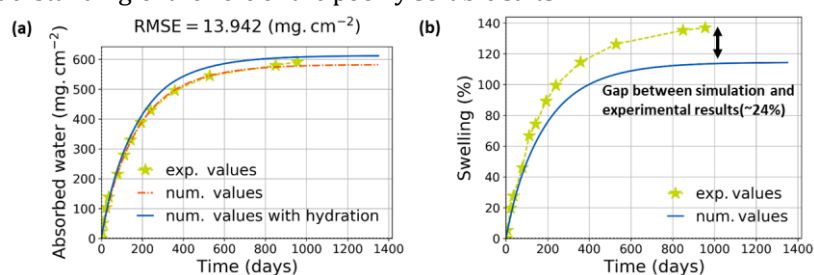 (a)
RMSE = 13.942 (mg. cm⁻²)
Absorbed water (mg. cm⁻²)
600
500
400
300
200
100
0
exp. values
num. values
num. values with hydration
0 200 400 600 800 1000 1200 1400
Time (days)
(b)
Swelling (%)
140
120
100
80
60
40
20
0
Gap between simulation and
experimental results(~24%)
exp. values
num. values
0 200 400 600 800 1000 1200 1400
Time (days)